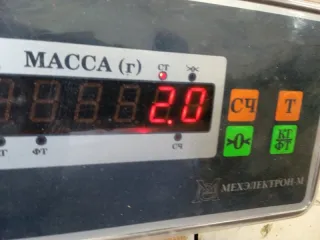 МАССА (г)
СТ
2.0
СЧ Т
>0< КГ
ФТ
ФТ
СЧ
МЕХЭЛЕКТРОН-М